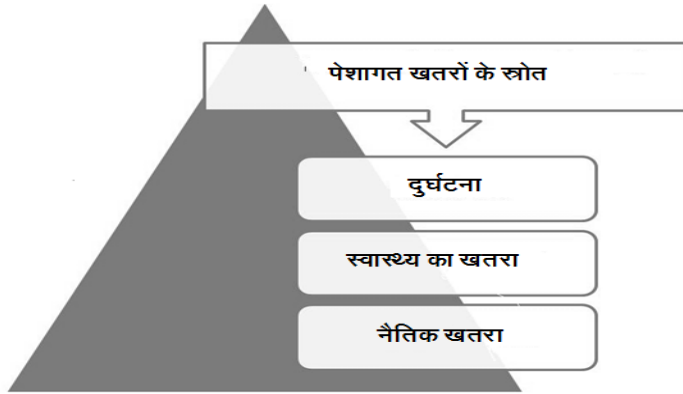 पेशागत खतरों के स्रोत
दुर्घटना
स्वास्थ्य का खतरा
नैतिक खतरा